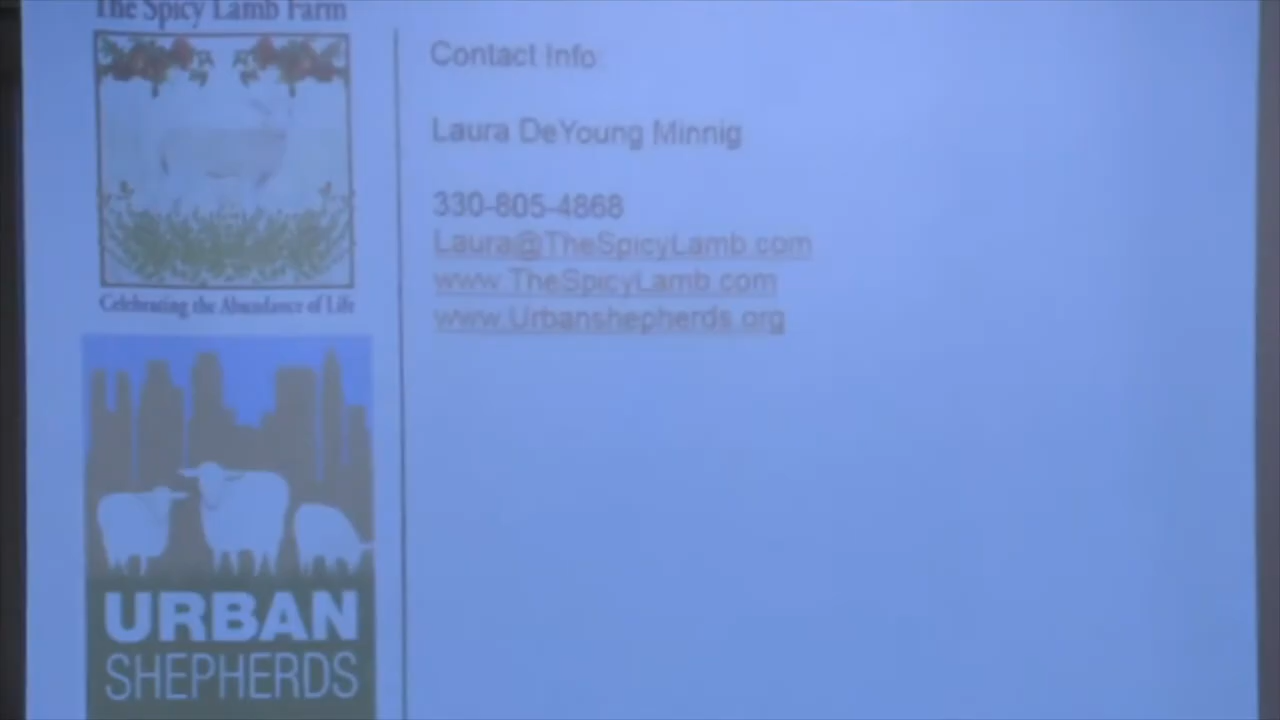 The Spicy Lamb Farm
Celebrating the Abundance of Life
URBAN
SHEPHERDS
Contact Info
Laura DeYoung Minnig
330-805-4868
Laura@TheSpicyLamb.com
www.TheSpicyLamb.com
www.Urbanshepherds.org